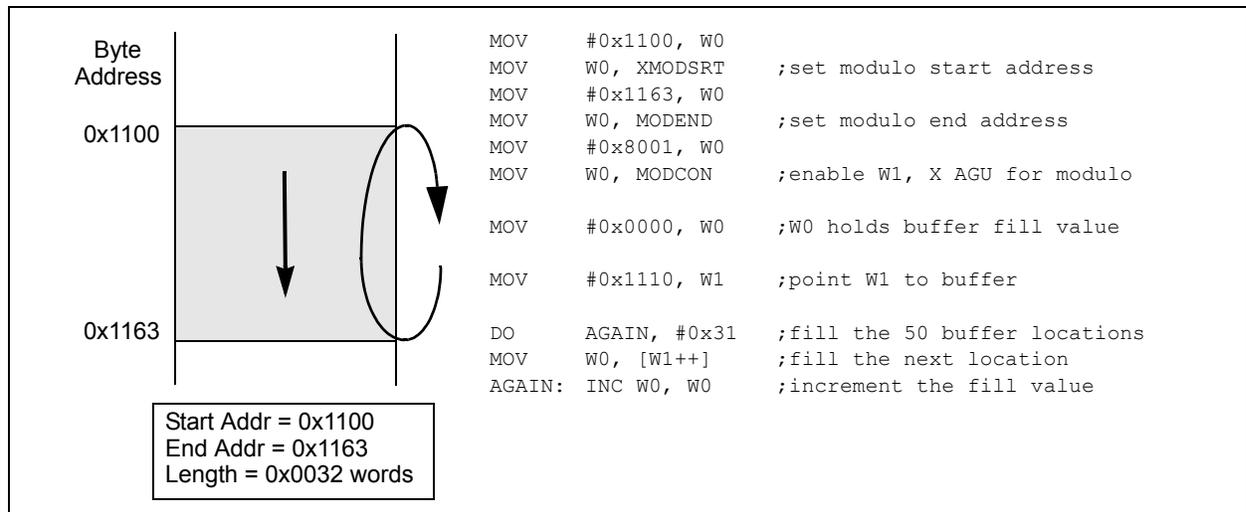 Byte
Address
0x1100
0x1163
Start Addr = 0x1100
End Addr = 0x1163
Length = 0x0032 words
MOV #0x1100, W0
MOV W0, XMODSRT ;set modulo start address
MOV #0x1163, W0
MOV W0, MODEND ;set modulo end address
MOV #0x8001, W0
MOV W0, MODCON ;enable W1, X AGU for modulo
MOV #0x0000, W0 ;W0 holds buffer fill value
MOV #0x1110, W1 ;point W1 to buffer
DO AGAIN, #0x31 ;fill the 50 buffer locations
MOV W0, [W1++] ;fill the next location
AGAIN: INC W0, W0 ;increment the fill value